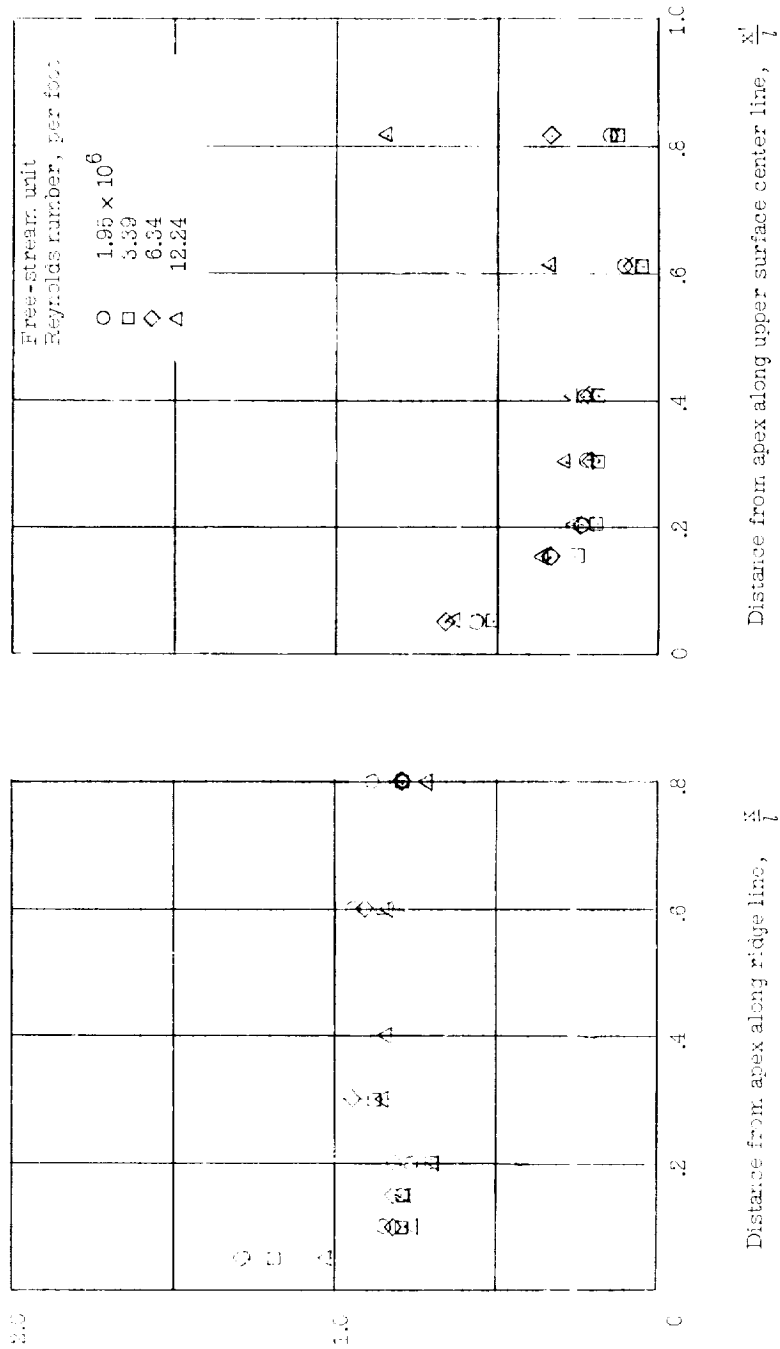 Free-stream unit
Reynolds number, per foot
1.95 × 10^6
3.39
6.34
12.24
2.0
1.0
0
0 .2 .4 .6 .8 1.0
Distance from apex along upper surface center line, x'/l
.2 .4 .6 .8
Distance from apex along ridge line, x/l